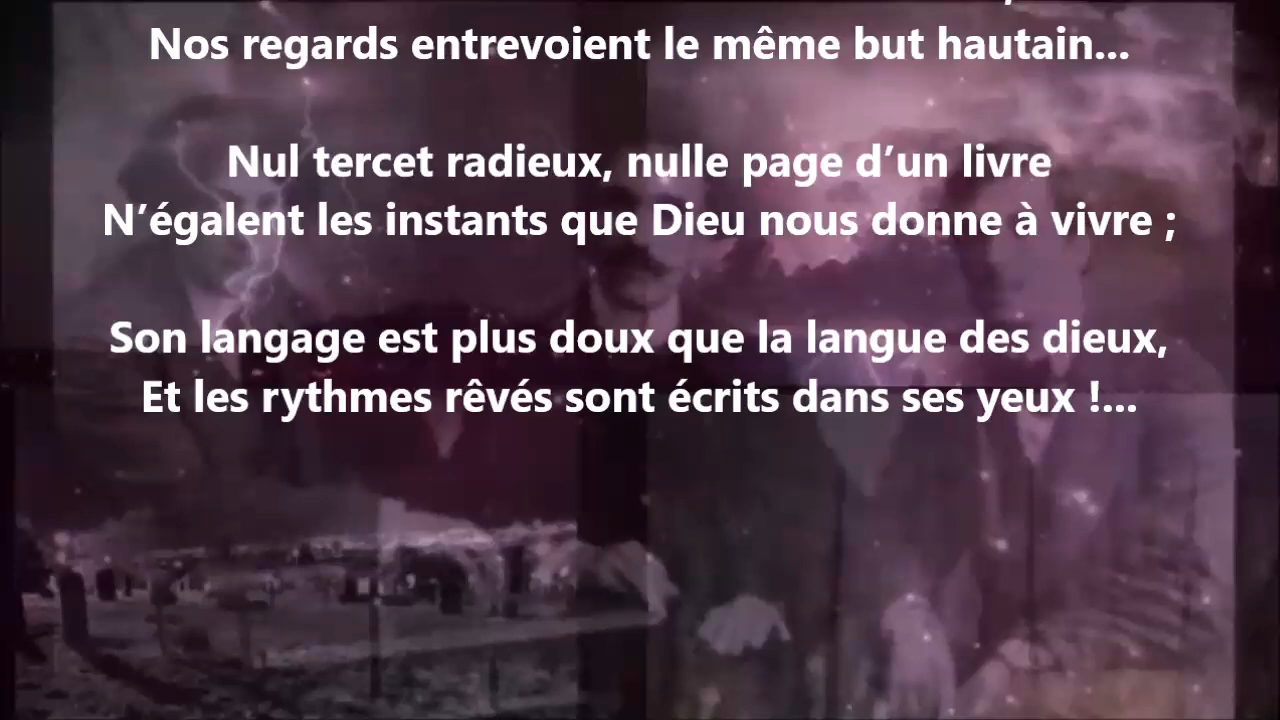 Nos regards entrevoient le même but hautain...
Nul tercet radieux, nulle page d’un livre
N’égalent les instants que Dieu nous donne à vivre ;
Son langage est plus doux que la langue des dieux,
Et les rythmes rêvés sont écrits dans ses yeux !...